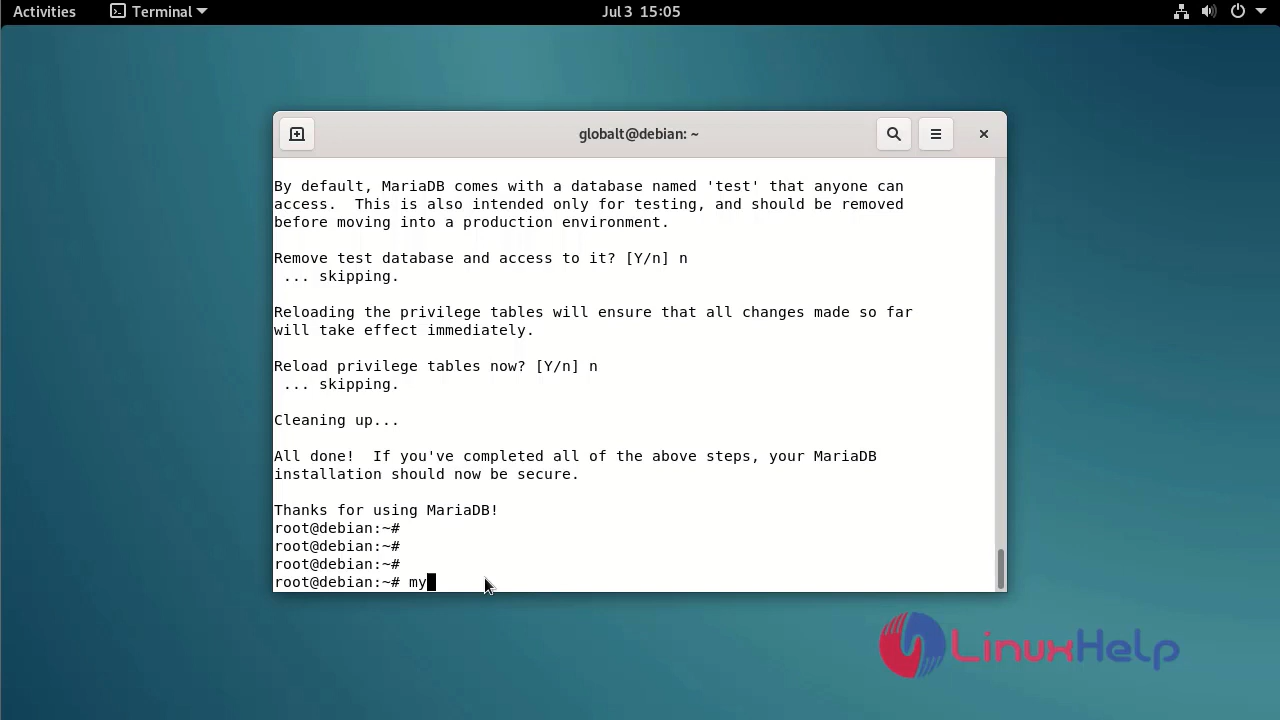 Activities Terminal Jul 3 15:05
globalt@debian: ~
By default, MariaDB comes with a database named 'test' that anyone can
access.  This is also intended only for testing, and should be removed
before moving into a production environment.
Remove test database and access to it? [Y/n] n
 ... skipping.
Reloading the privilege tables will ensure that all changes made so far
will take effect immediately.
Reload privilege tables now? [Y/n] n
 ... skipping.
Cleaning up...
All done!  If you've completed all of the above steps, your MariaDB
installation should now be secure.
Thanks for using MariaDB!
root@debian:~#
root@debian:~#
root@debian:~#
root@debian:~# my
LinuxHelp